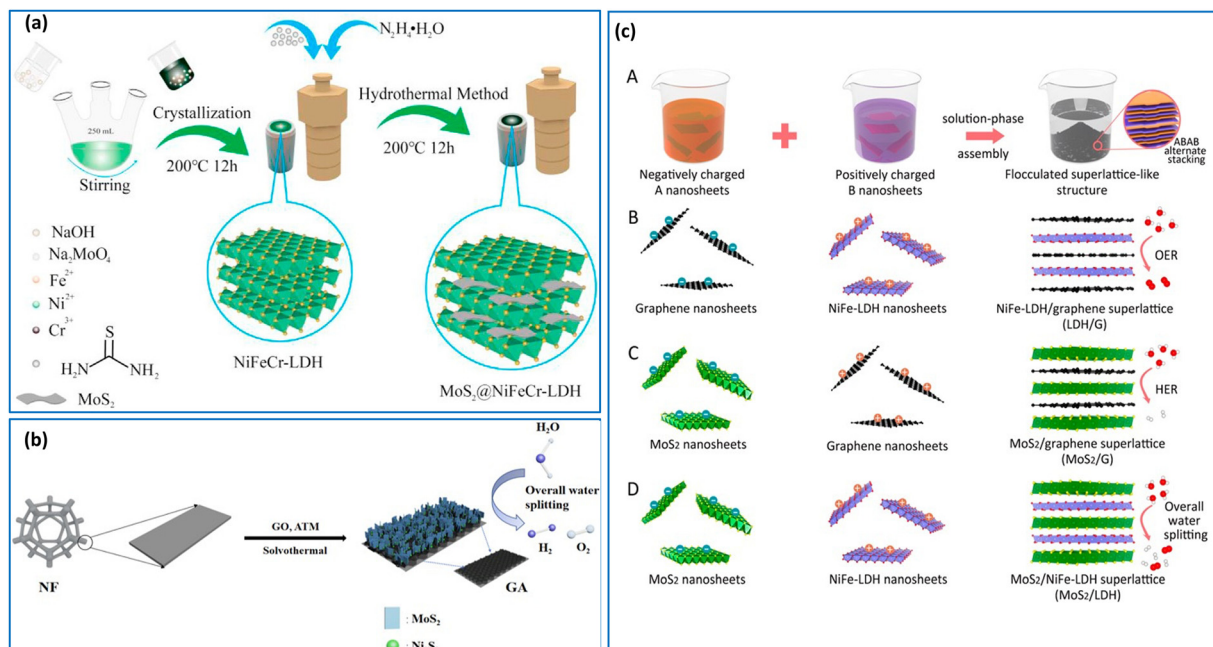 (a)
N₂H₄•H₂O
Crystallization
Hydrothermal Method
250 mL
200℃ 12h
200℃ 12h
Stirring
NaOH
Na₂MoO₄
Fe²⁺
Ni²⁺
Cr³⁺
S
H₂N NH₂
MoS₂
NiFeCr-LDH
MoS₂@NiFeCr-LDH
(b)
H₂O
Overall water
splitting
GO, ATM
Solvothermal
H₂
O₂
NF
GA
: MoS₂
(c)
A
solution-phase
assembly
ABAB
alternate
stacking
Negatively charged
A nanosheets
Positively charged
B nanosheets
Flocculated superlattice-like
structure
B
OER
Graphene nanosheets
NiFe-LDH nanosheets
NiFe-LDH/graphene superlattice
(LDH/G)
C
HER
MoS₂ nanosheets
Graphene nanosheets
MoS₂/graphene superlattice
(MoS₂/G)
D
Overall
water
splitting
MoS₂ nanosheets
NiFe-LDH nanosheets
MoS₂/NiFe-LDH superlattice
(MoS₂/LDH)